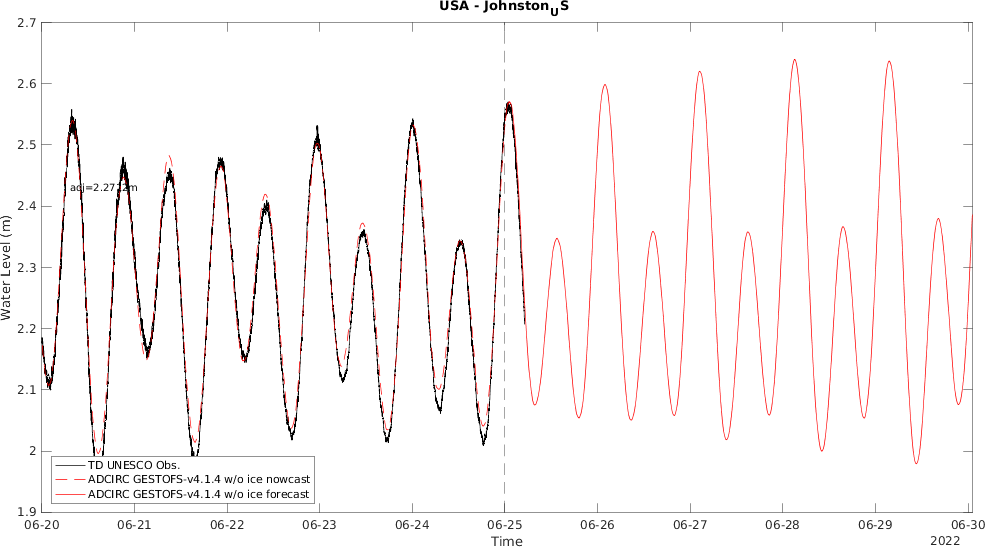 USA - Johnston_US
2.7
2.6
2.5
2.4
2.3
2.2
2.1
2
1.9
Water Level (m)
adj=2.2722m
TD UNESCO Obs.
ADCIRC GESTOFS-v4.1.4 w/o ice nowcast
ADCIRC GESTOFS-v4.1.4 w/o ice forecast
06-20 06-21 06-22 06-23 06-24 06-25 06-26 06-27 06-28 06-29 06-30
Time
2022